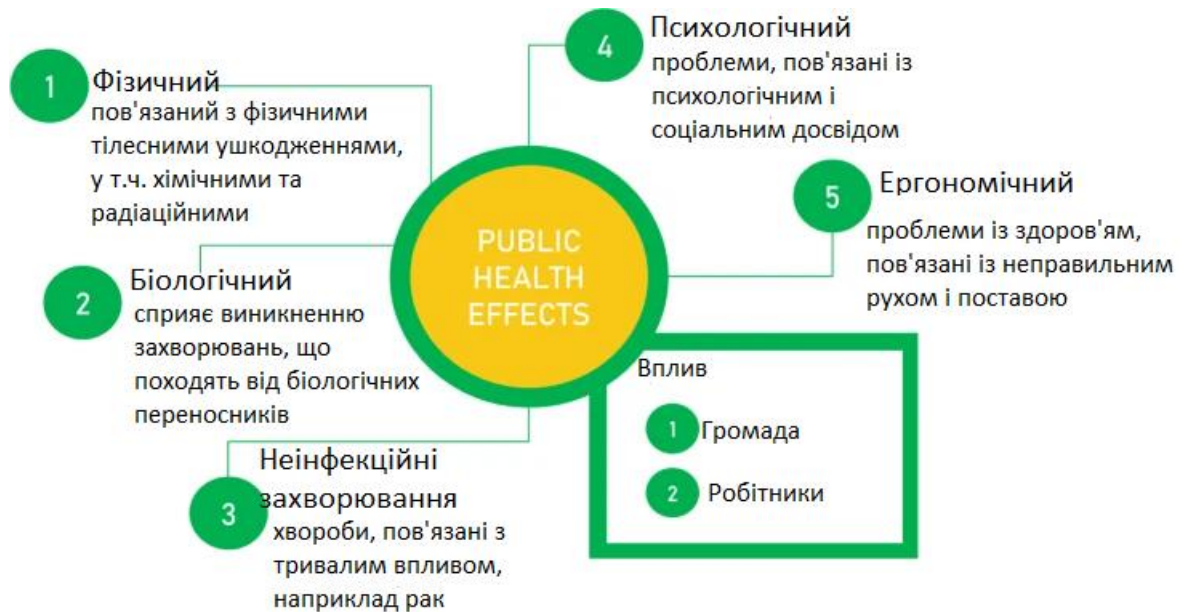 1
Фізичний
пов'язаний з фізичними
тілесними ушкодженнями,
у т.ч. хімічними та
радіаційними
2
Біологічний
сприяє виникненню
захворювань, що
походять від біологічних
переносників
3
Неінфекційні
захворювання
хвороби, пов'язані з
тривалим впливом,
наприклад рак
4
Психологічний
проблеми, пов'язані із
психологічним і
соціальним досвідом
5
Ергономічний
проблеми із здоров'ям,
пов'язані із неправильним
рухом і поставою
PUBLIC
HEALTH
EFFECTS
Вплив
1 Громада
2 Робітники